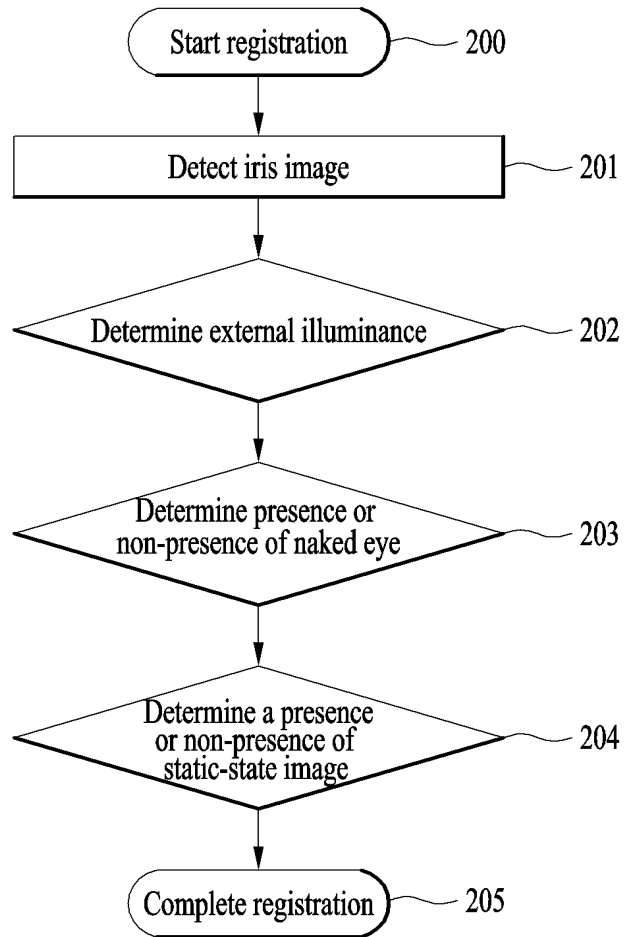 Start registration
200
Detect iris image
201
Determine external illuminance
202
Determine presence or
non-presence of naked eye
203
Determine a presence
or non-presence of
static-state image
204
Complete registration
205